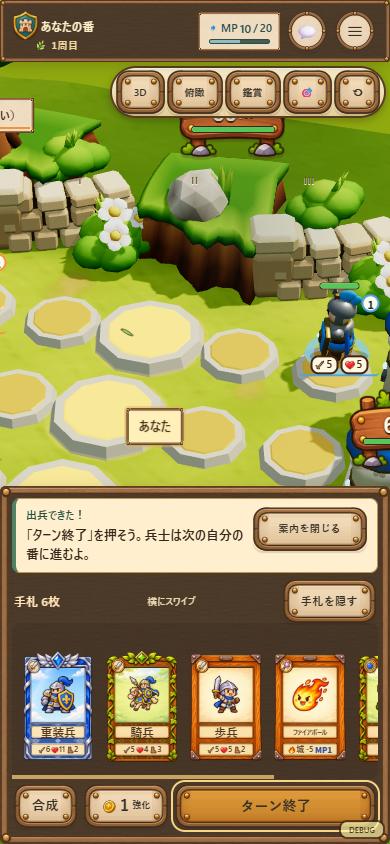 あなたの番
1周目
MP 10 / 20
3D
俯瞰
鑑賞
い）
1
5
5
6
あなた
出兵できた！
「ターン終了」を押そう。兵士は次の自分の
番に進むよ。
案内を閉じる
手札 6枚
横にスワイプ
手札を隠す
重装兵
6 11 2
騎兵
5 4 3
歩兵
5 5 2
ファイアボール
城 -5 MP1
合成
1 強化
ターン終了
DEBUG